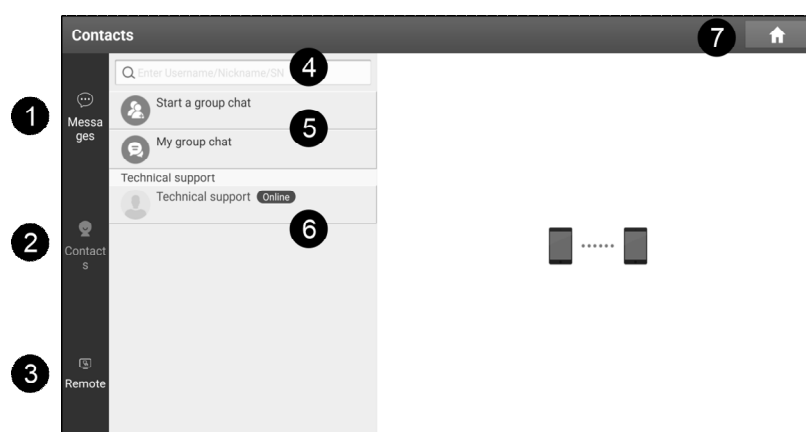 Contacts
7
Enter Username/Nickname/SN
4
1
Messa
ges
Start a group chat
5
My group chat
Technical support
Technical support Online
6
2
Contact
s
3
Remote